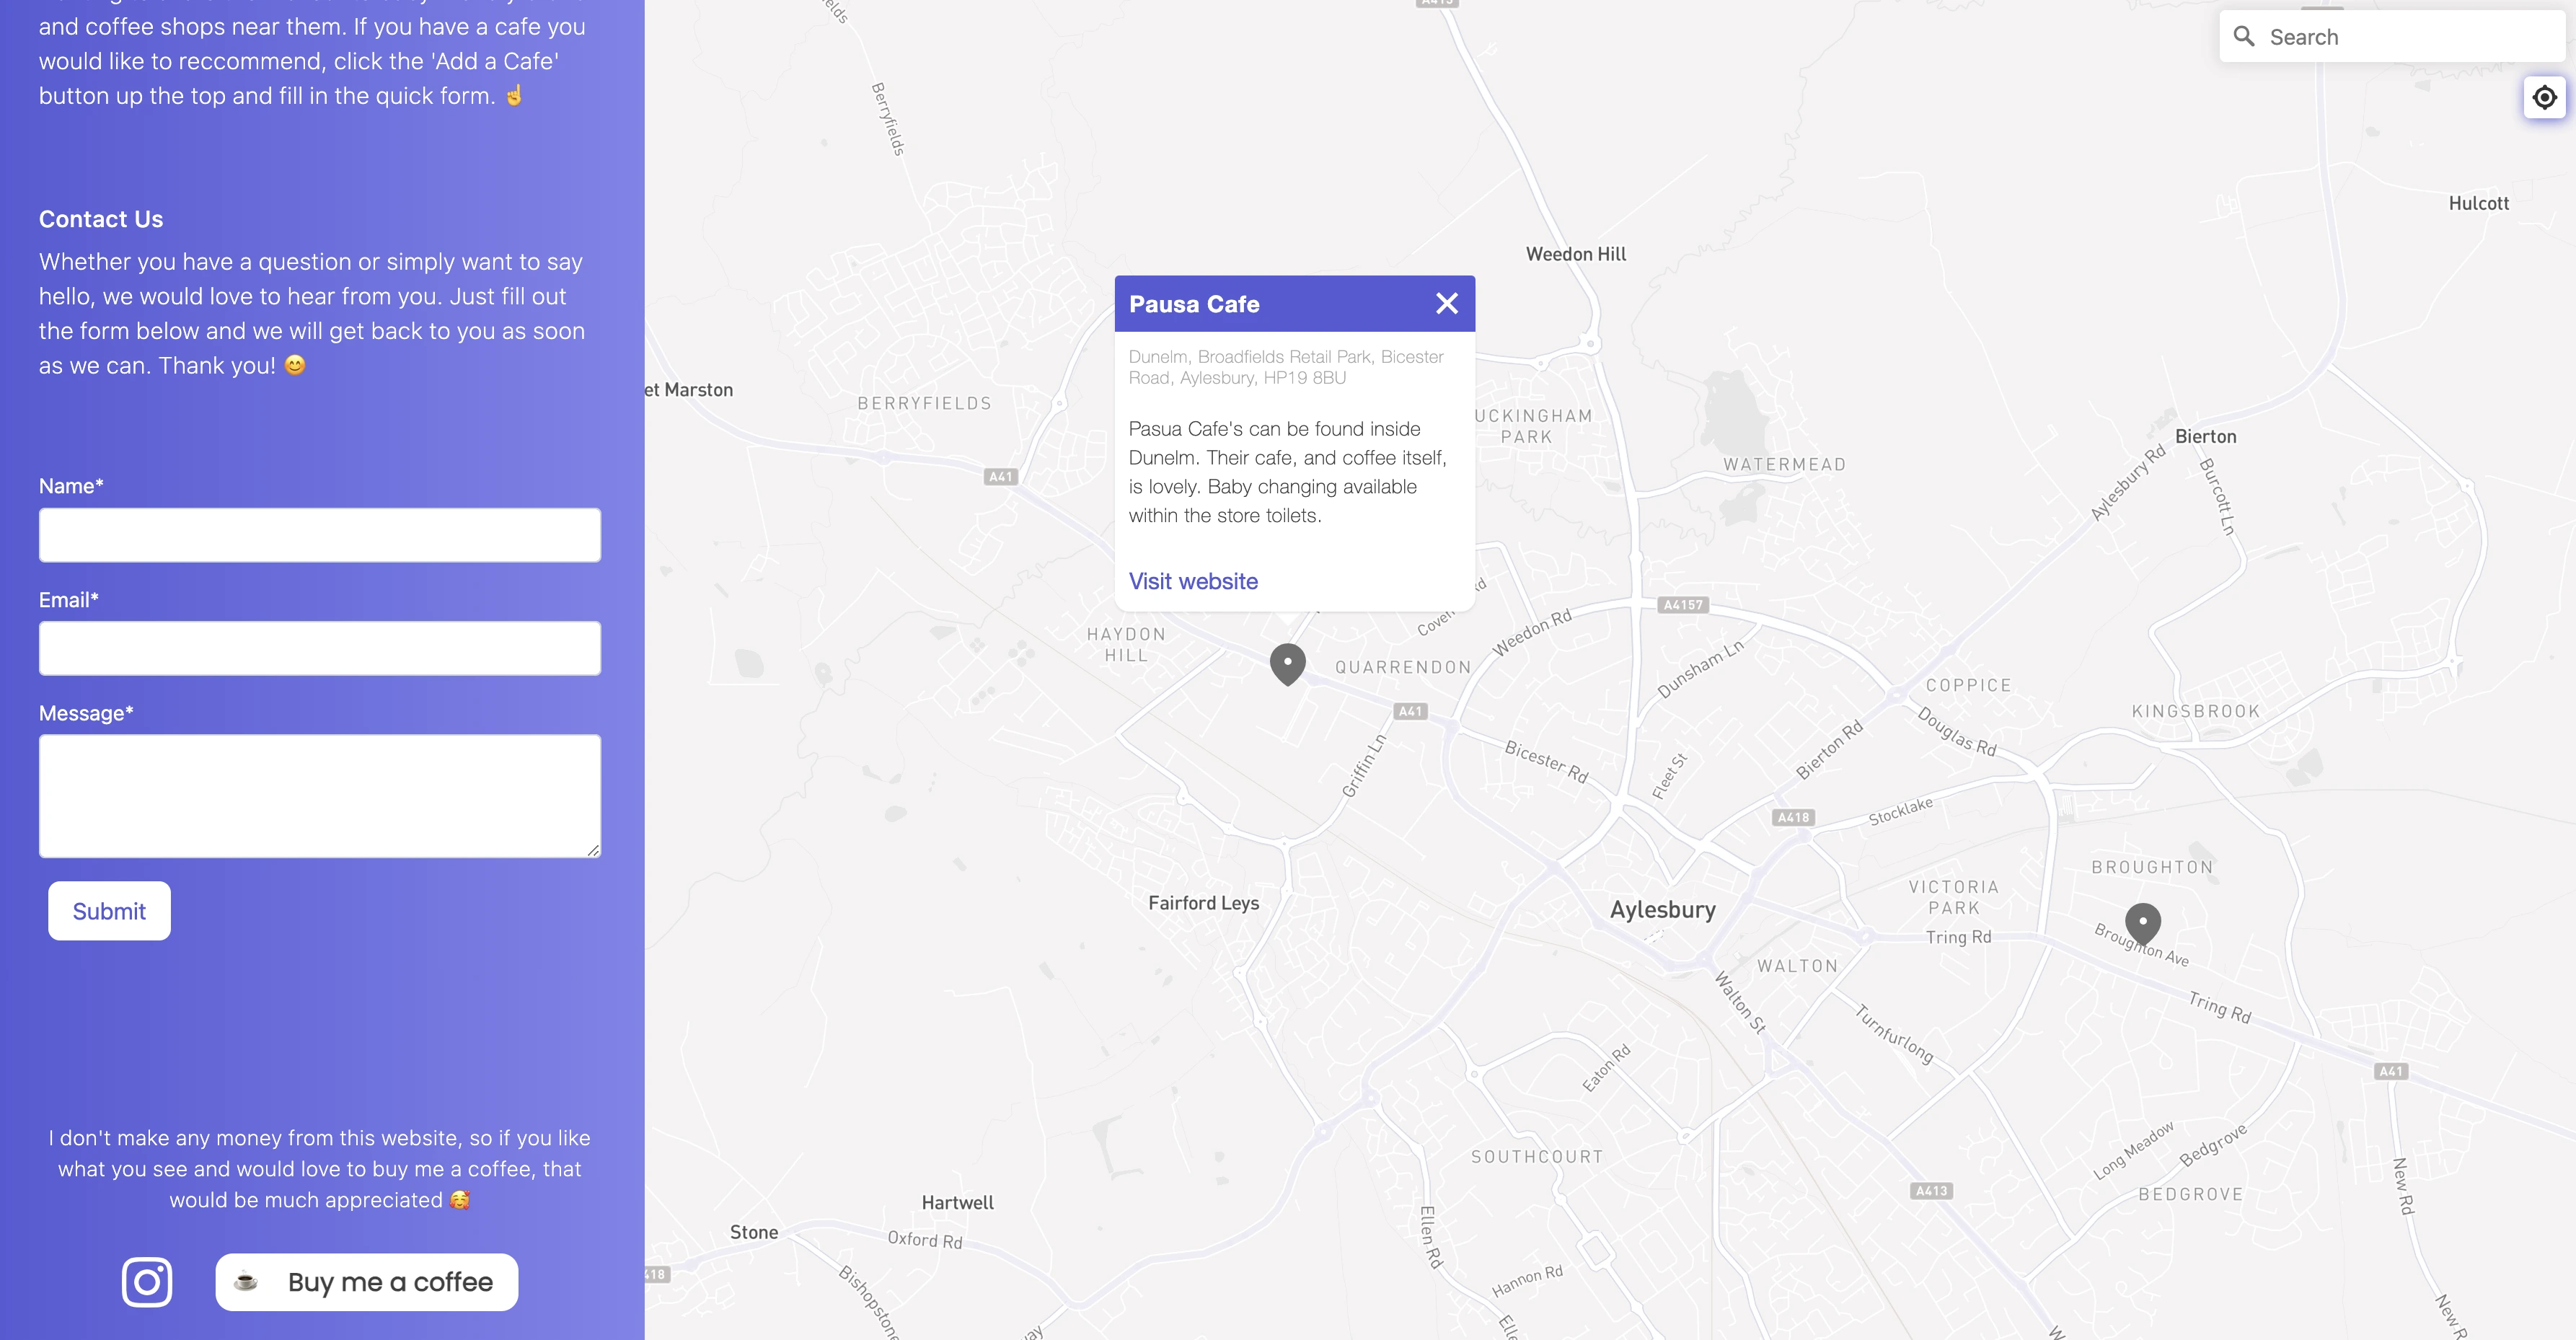 and coffee shops near them. If you have a cafe you
would like to reccommend, click the 'Add a Cafe'
button up the top and fill in the quick form. ☝️
Contact Us
Whether you have a question or simply want to say
hello, we would love to hear from you. Just fill out
the form below and we will get back to you as soon
as we can. Thank you! 😊
Name*
Email*
Message*
Submit
I don't make any money from this website, so if you like
what you see and would love to buy me a coffee, that
would be much appreciated 🥰
Buy me a coffee
Search
Pausa Cafe
Dunelm, Broadfields Retail Park, Bicester
Road, Aylesbury, HP19 8BU
Pasua Cafe's can be found inside
Dunelm. Their cafe, and coffee itself,
is lovely. Baby changing available
within the store toilets.
Visit website
A413
Berryfields
Hulcott
Weedon Hill
et Marston
BERRYFIELDS
UCKINGHAM
PARK
WATERMEAD
Bierton
Aylesbury Rd
Burcott Ln
A41
A4157
Weedon Rd
HAYDON
HILL
QUARRENDON
Dunsham Ln
COPPICE
A41
KINGSBROOK
Douglas Rd
Bicester Rd
Griffin Ln
Fleet St
Bierton Rd
A418
Stocklake
BROUGHTON
VICTORIA
PARK
Fairford Leys
Aylesbury
Tring Rd
Broughton Ave
WALTON
Walton St
Tring Rd
Turnfurlong
Eaton Rd
A41
SOUTHCOURT
Long Meadow
Bedgrove
A413
BEDGROVE
New Rd
Hartwell
Stone
Oxford Rd
Ellen Rd
418
Bishopstone
Hannon Rd